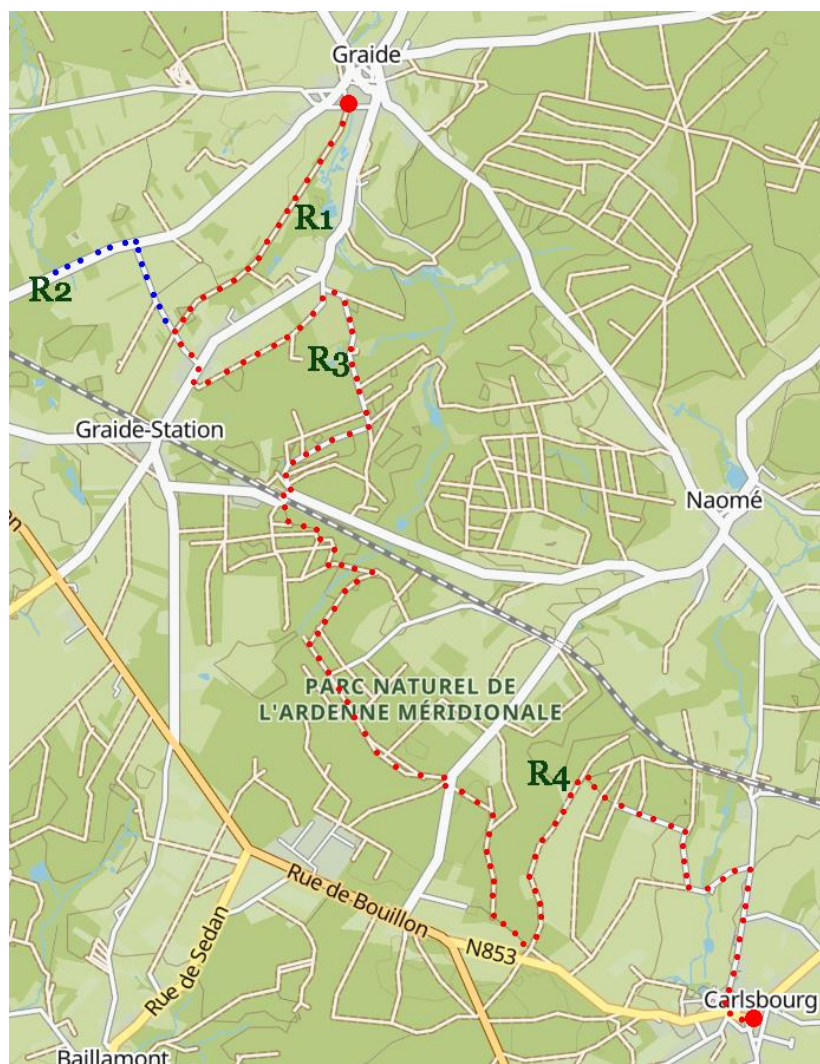 Graide
R1
R2
R3
Graide-Station
Naomé
en
PARC NATUREL DE
L'ARDENNE MÉRIDIONALE
R4
Rue de Bouillon
N853
Rue de Sedan
Carlsbourg
Baillamont